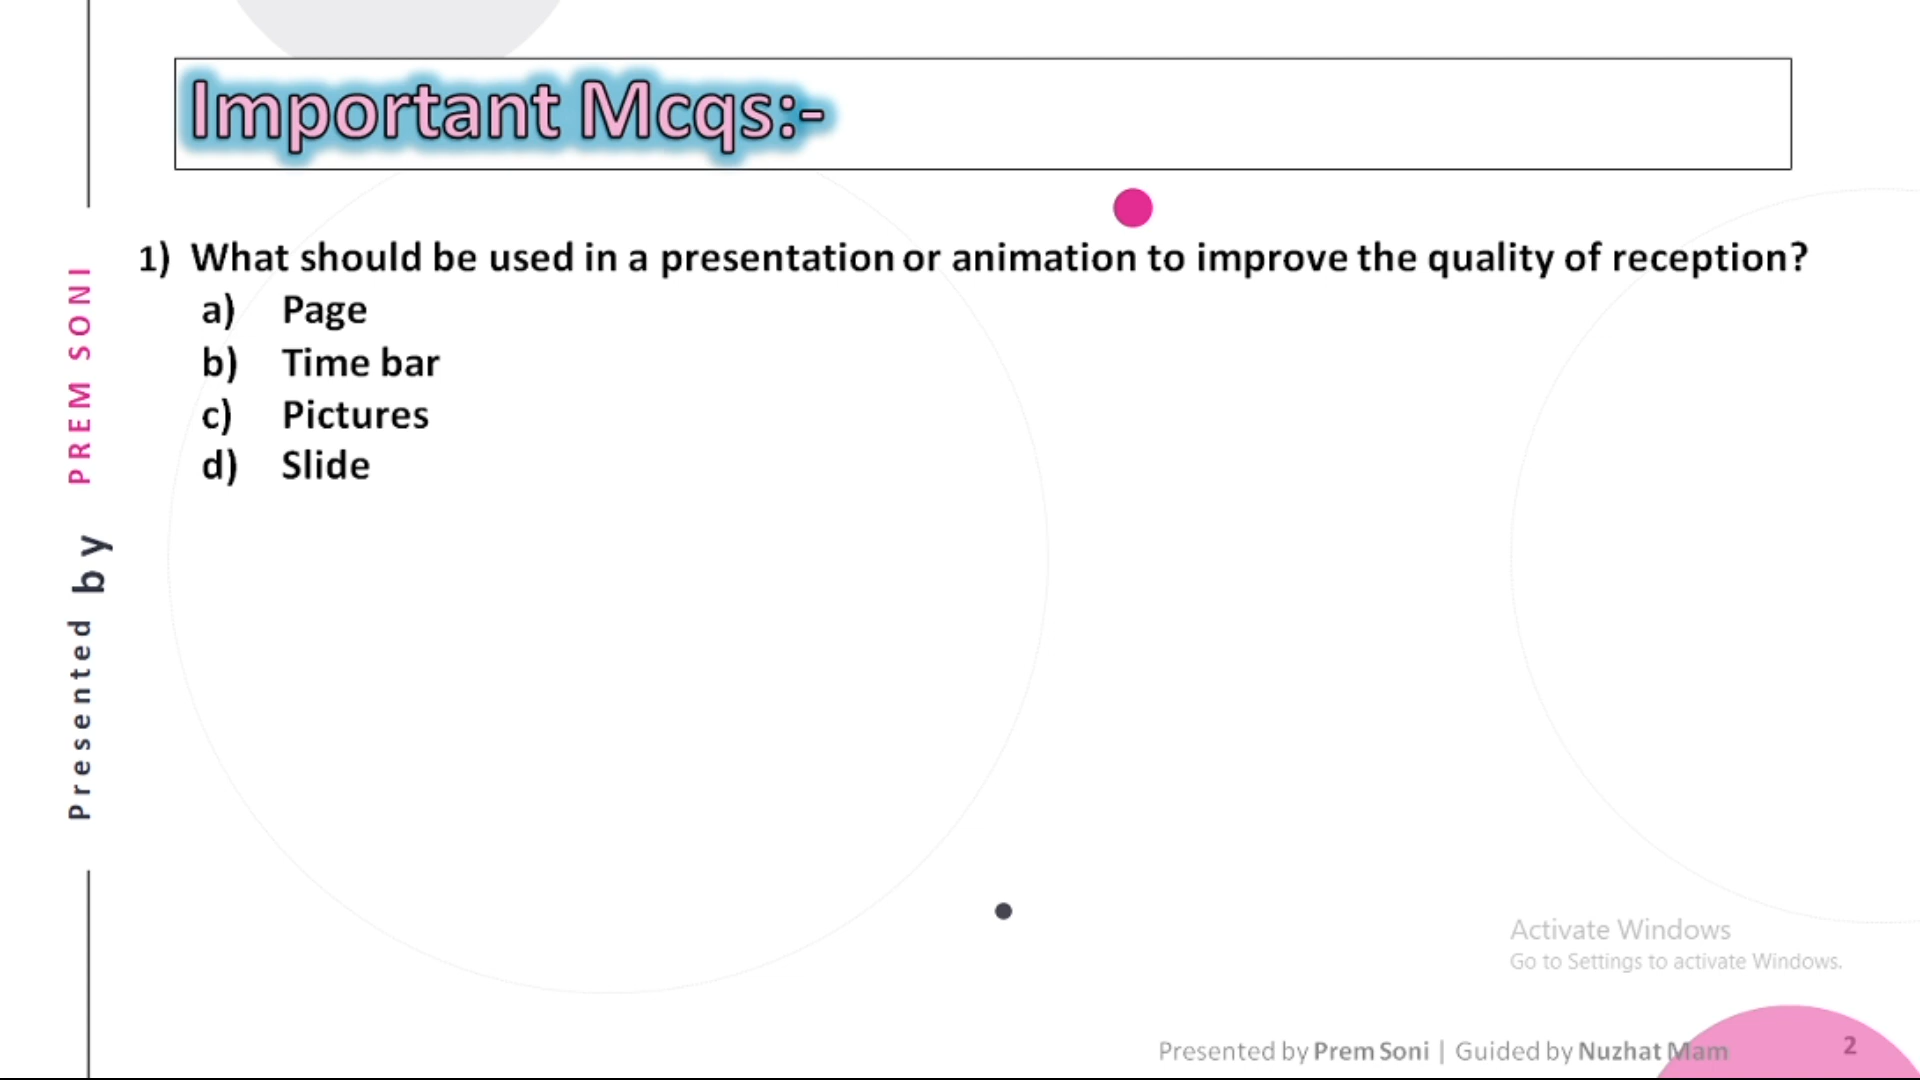 Important Mcqs:-
1) What should be used in a presentation or animation to improve the quality of reception?
a) Page
b) Time bar
c) Pictures
d) Slide
Presented by PREM SONI
Activate Windows
Go to Settings to activate Windows.
Presented by Prem Soni | Guided by Nuzhat Mam
2